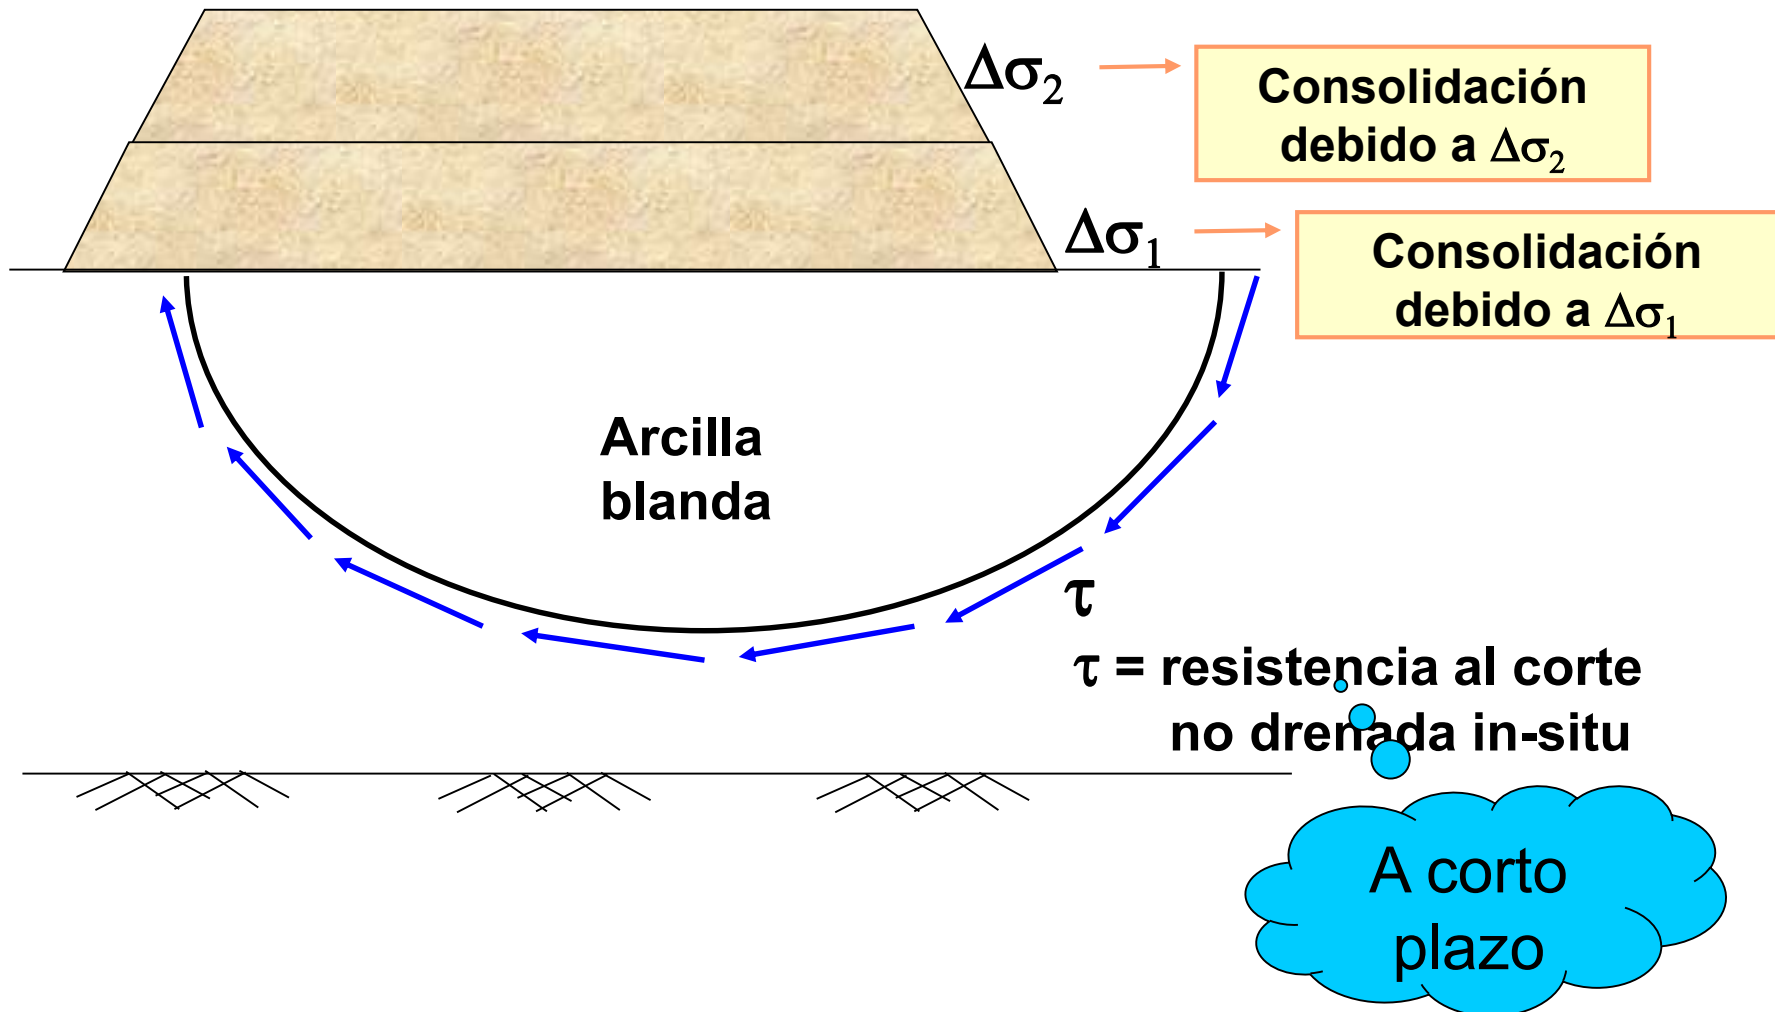 Δσ₂
Consolidación
debido a Δσ₂
Δσ₁
Consolidación
debido a Δσ₁
Arcilla
blanda
τ
τ = resistencia al corte
no drenada in-situ
A corto
plazo